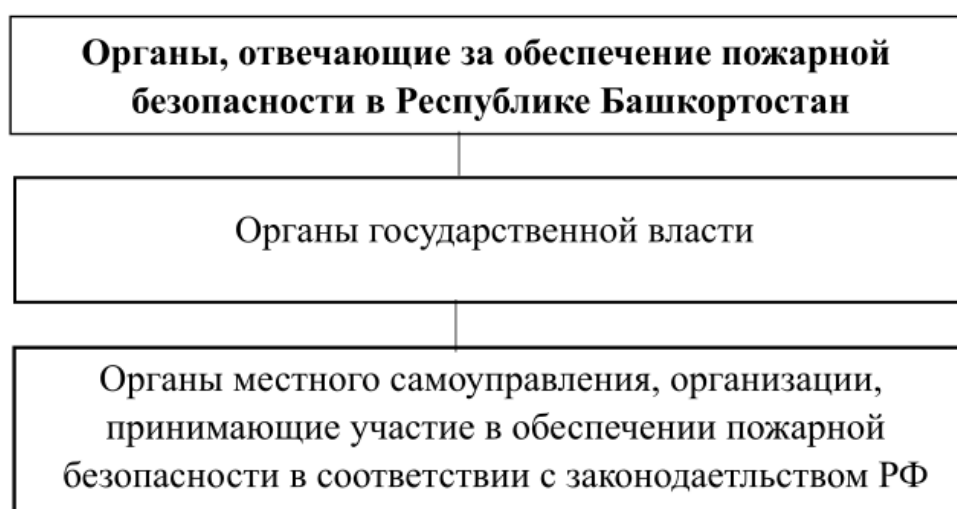 Органы, отвечающие за обеспечение пожарной
безопасности в Республике Башкортостан
Органы государственной власти
Органы местного самоуправления, организации,
принимающие участие в обеспечении пожарной
безопасности в соответствии с законодаетльством РФ